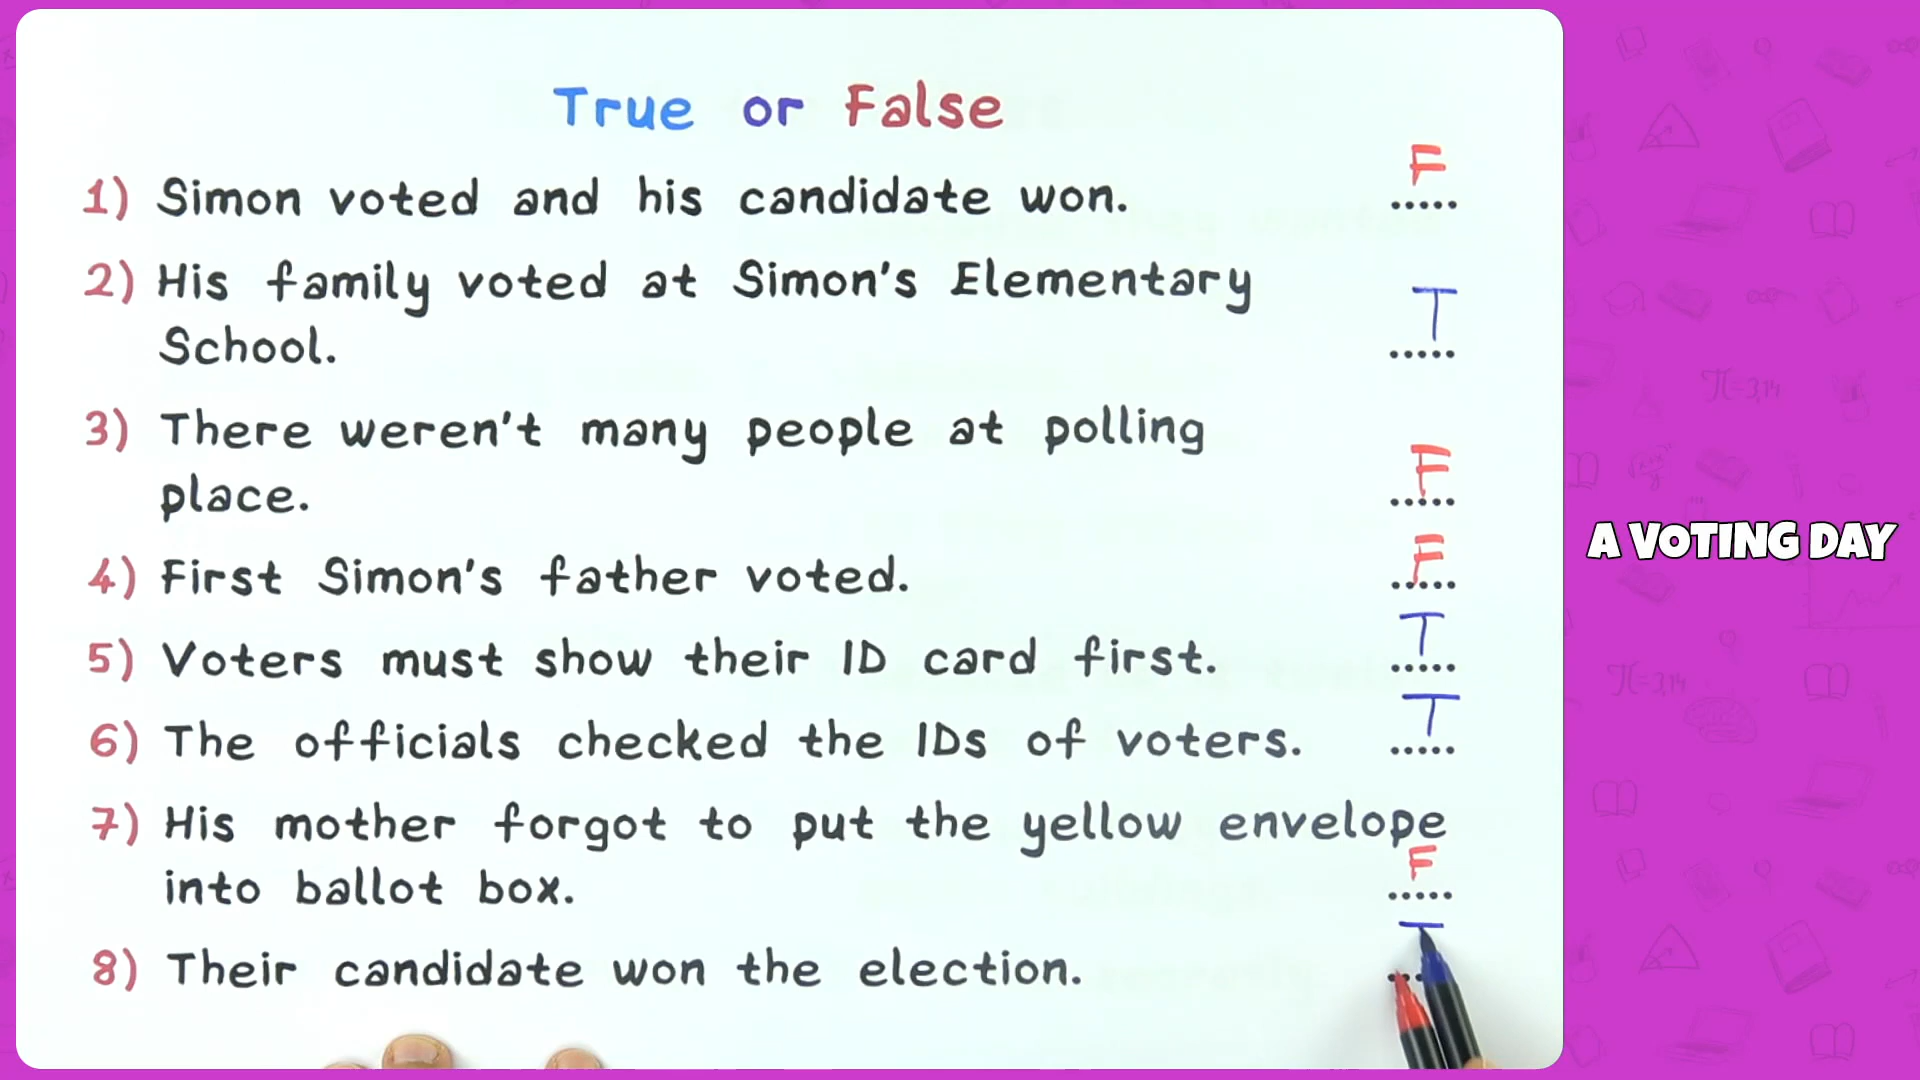 True or False
1) Simon voted and his candidate won. F
.....
2) His family voted at Simon's Elementary
School. T
.....
3) There weren't many people at polling
place. F
.....
4) First Simon's father voted. F
.....
5) Voters must show their ID card first. T
.....
6) The officials checked the IDs of voters. T
.....
7) His mother forgot to put the yellow envelope
into ballot box. F
.....
8) Their candidate won the election. T
A VOTING DAY